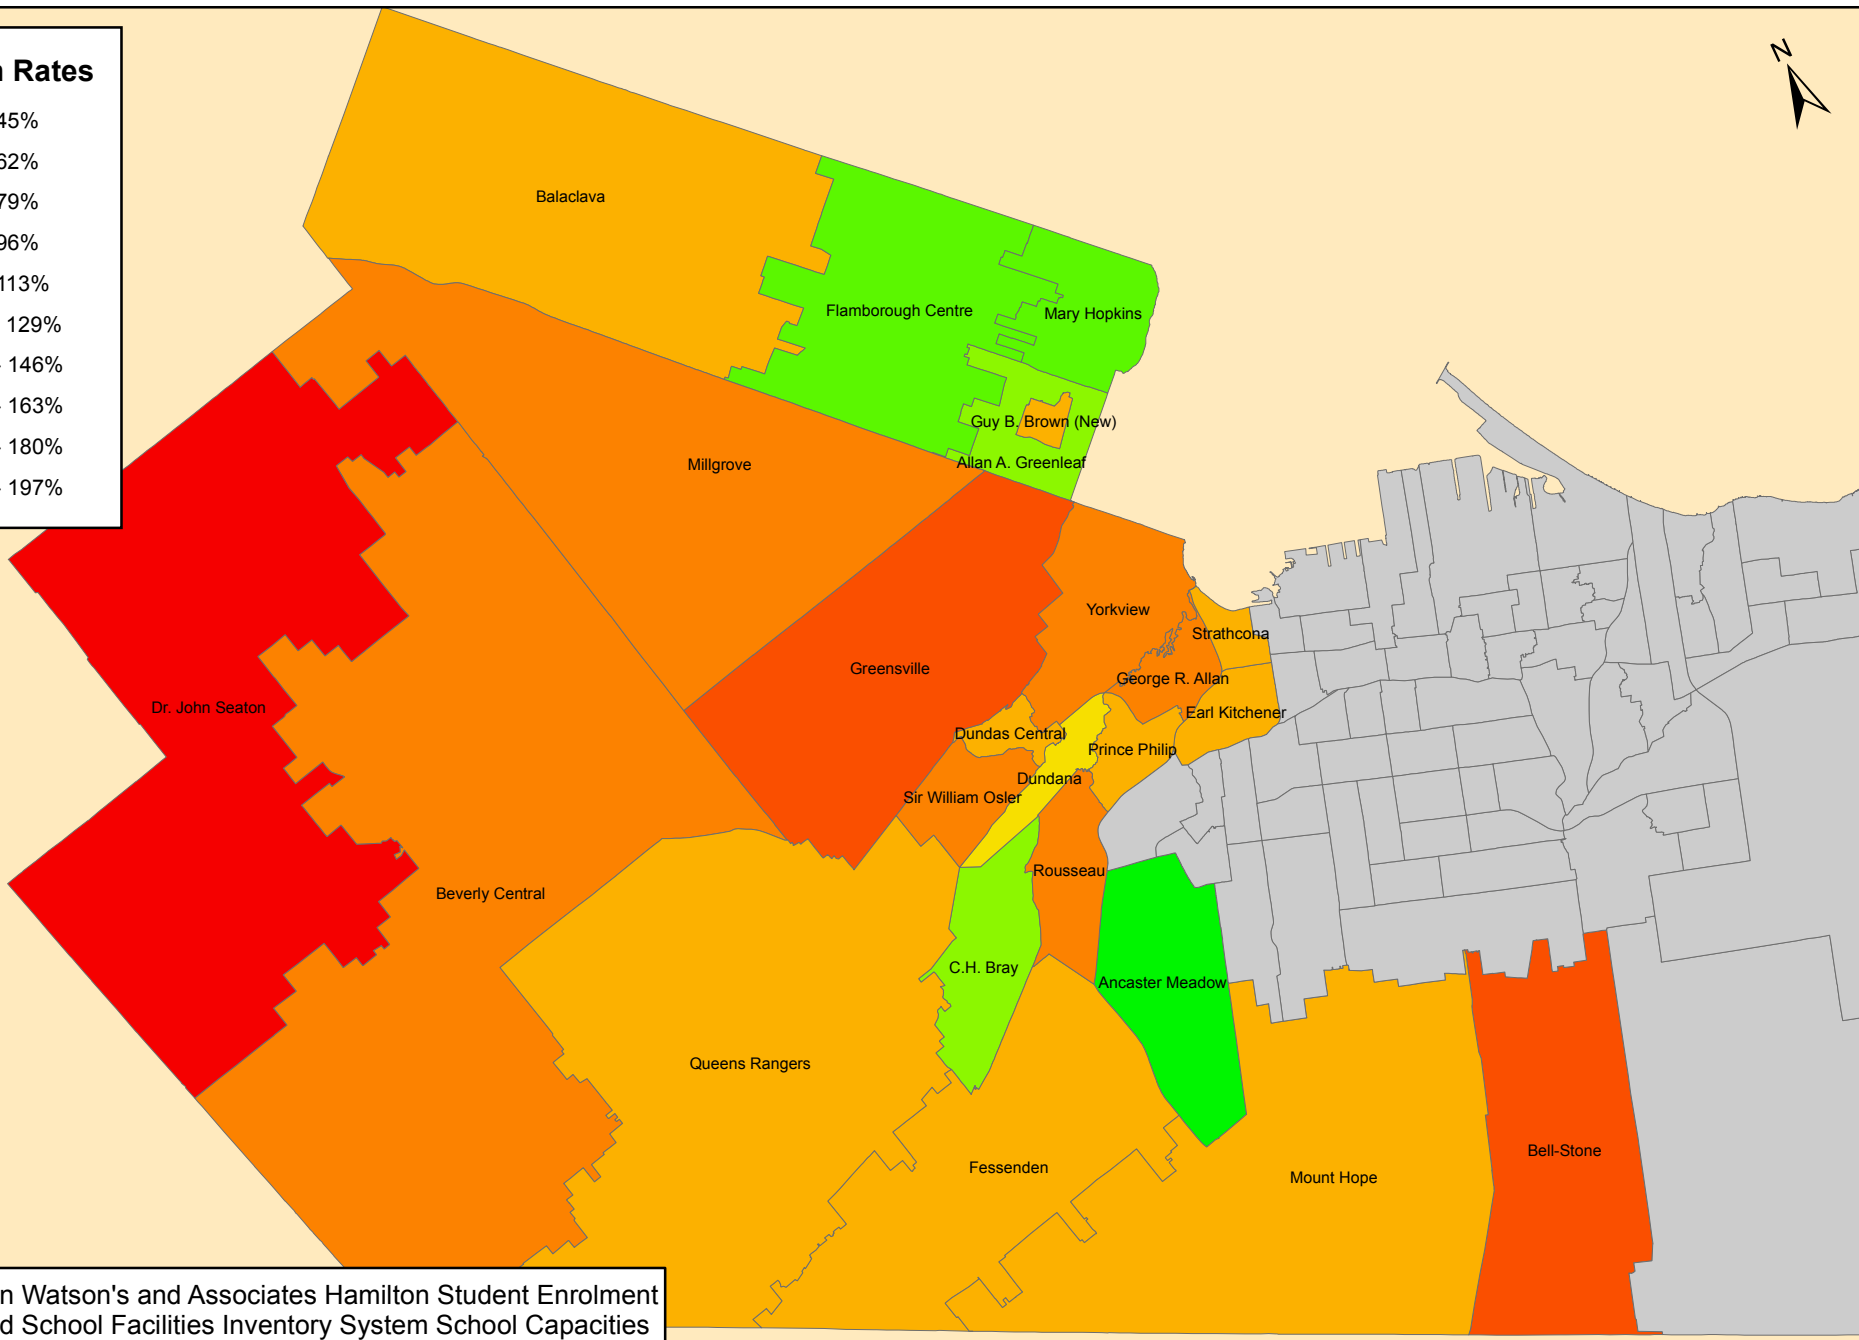 n Rates
45%
62%
79%
96%
113%
129%
- 146%
- 163%
- 180%
- 197%
N
Balaclava
Flamborough Centre
Mary Hopkins
Guy B. Brown (New)
Allan A. Greenleaf
Millgrove
Yorkview
Strathcona
Greensville
George R. Allan
Earl Kitchener
Dr. John Seaton
Dundas Central
Prince Philip
Dundana
Sir William Osler
Rousseau
Beverly Central
C.H. Bray
Ancaster Meadow
Queens Rangers
Fessenden
Mount Hope
Bell-Stone
n Watson's and Associates Hamilton Student Enrolment
d School Facilities Inventory System School Capacities